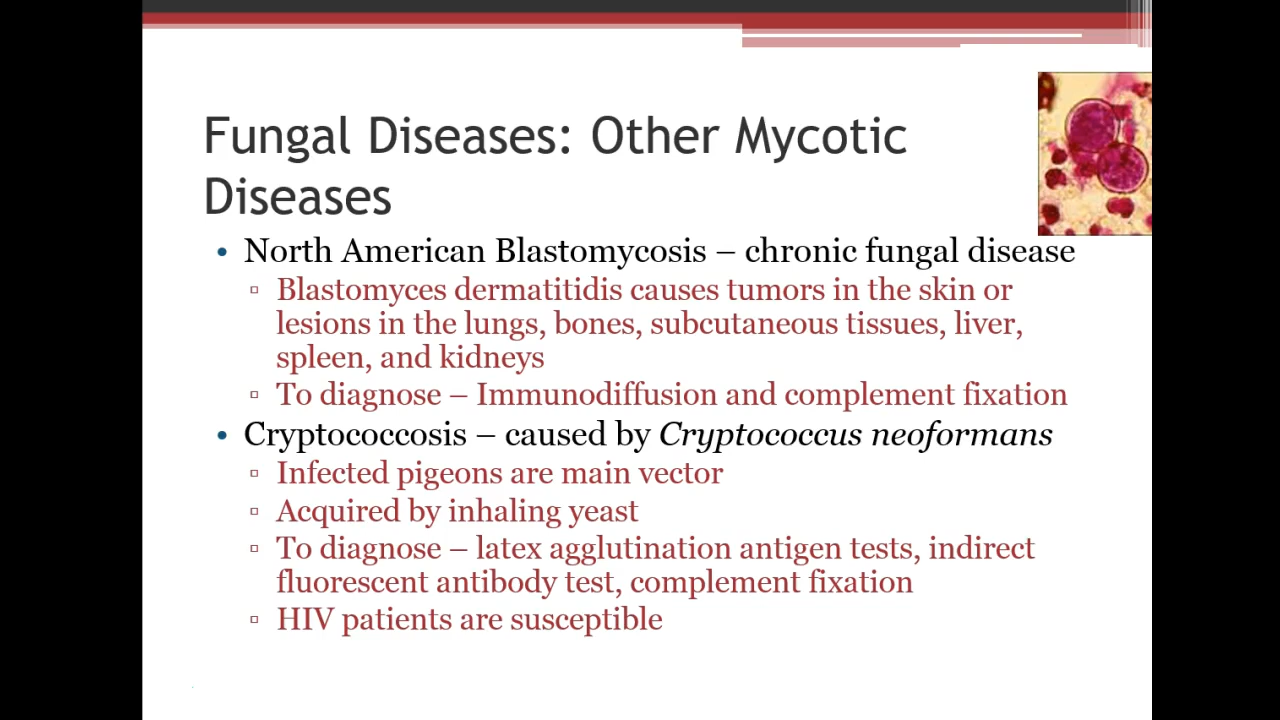 Fungal Diseases: Other Mycotic
Diseases
• North American Blastomycosis – chronic fungal disease
▫ Blastomyces dermatitidis causes tumors in the skin or
lesions in the lungs, bones, subcutaneous tissues, liver,
spleen, and kidneys
▫ To diagnose – Immunodiffusion and complement fixation
• Cryptococcosis – caused by Cryptococcus neoformans
▫ Infected pigeons are main vector
▫ Acquired by inhaling yeast
▫ To diagnose – latex agglutination antigen tests, indirect
fluorescent antibody test, complement fixation
▫ HIV patients are susceptible